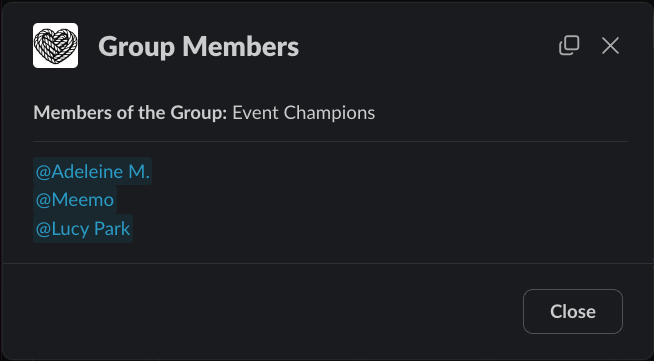 Group Members
Members of the Group: Event Champions
@Adeleine M.
@Meemo
@Lucy Park
Close